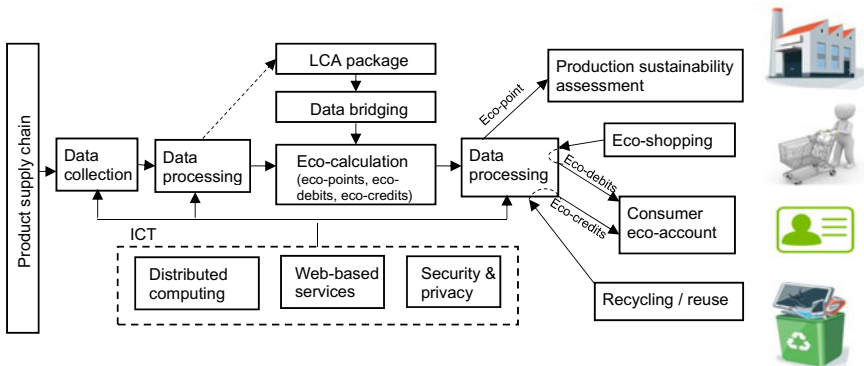 Product supply chain
Data
collection
Data
processing
LCA package
Data bridging
Eco-calculation
(eco-points, eco-
debits, eco-credits)
Data
processing
Eco-point
Production sustainability
assessment
Eco-shopping
Eco-debits
Eco-credits
Consumer
eco-account
Recycling / reuse
ICT
Distributed
computing
Web-based
services
Security &
privacy